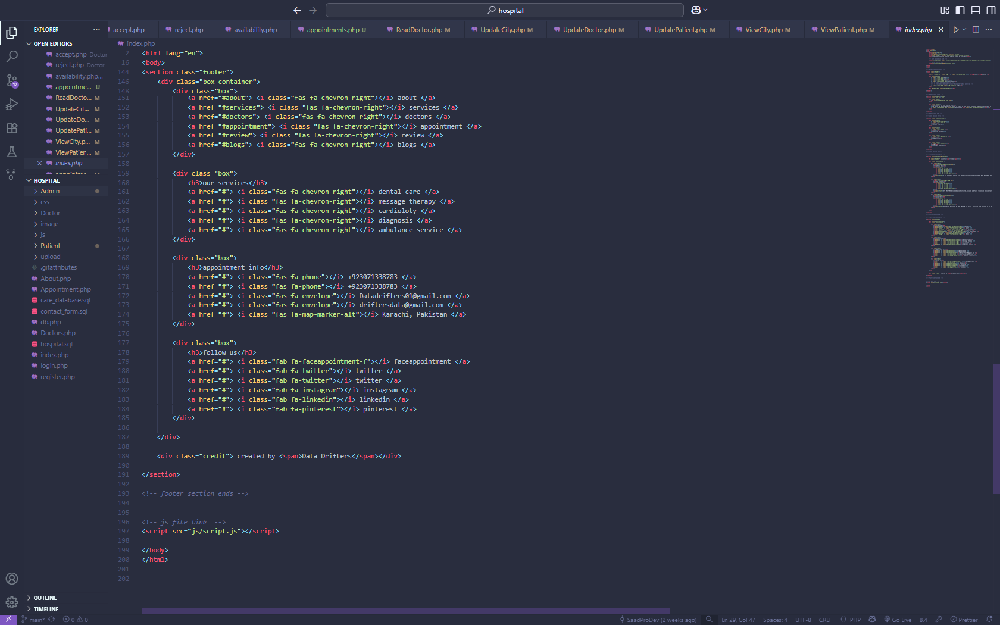 hospital
EXPLORER
accept.php
reject.php
availability.php
appointments.php U
ReadDoctor.php M
UpdateCity.php M
UpdateDoctor.php M
UpdatePatient.php M
ViewCity.php M
ViewPatient.php M
index.php
OPEN EDITORS
accept.php Doctor
reject.php Doctor
availability.php...
appointme... U
ReadDocto... M
UpdateCit... M
UpdateDo... M
UpdatePati... M
ViewCity.p... M
ViewPatien... M
index.php
HOSPITAL
Admin
css
Doctor
image
js
Patient
upload
.gitattributes
About.php
Appointment.php
care_database.sql
contact_form.sql
db.php
Doctors.php
hospital.sql
index.php
login.php
register.php
OUTLINE
TIMELINE
12
index.php
2 <html lang="en">
16 <body>
144 <section class="footer">
146 <div class="box-container">
148 <div class="box">
151 <a href="#about"> <i class="fas fa-chevron-right"></i> about </a>
152 <a href="#services"> <i class="fas fa-chevron-right"></i> services </a>
153 <a href="#doctors"> <i class="fas fa-chevron-right"></i> doctors </a>
154 <a href="#appointment"> <i class="fas fa-chevron-right"></i> appointment </a>
155 <a href="#review"> <i class="fas fa-chevron-right"></i> review </a>
156 <a href="#blogs"> <i class="fas fa-chevron-right"></i> blogs </a>
157 </div>
158
159 <div class="box">
160 <h3>our services</h3>
161 <a href="#"> <i class="fas fa-chevron-right"></i> dental care </a>
162 <a href="#"> <i class="fas fa-chevron-right"></i> message therapy </a>
163 <a href="#"> <i class="fas fa-chevron-right"></i> cardioloty </a>
164 <a href="#"> <i class="fas fa-chevron-right"></i> diagnosis </a>
165 <a href="#"> <i class="fas fa-chevron-right"></i> ambulance service </a>
166 </div>
167
168 <div class="box">
169 <h3>appointment info</h3>
170 <a href="#"> <i class="fas fa-phone"></i> +923071338783 </a>
171 <a href="#"> <i class="fas fa-phone"></i> +923071338783 </a>
172 <a href="#"> <i class="fas fa-envelope"></i> Datadrifters01@gmail.com </a>
173 <a href="#"> <i class="fas fa-envelope"></i> driftersdata@gmail.com </a>
174 <a href="#"> <i class="fas fa-map-marker-alt"></i> Karachi, Pakistan </a>
175 </div>
176
177 <div class="box">
178 <h3>follow us</h3>
179 <a href="#"> <i class="fab fa-faceappointment-f"></i> faceappointment </a>
180 <a href="#"> <i class="fab fa-twitter"></i> twitter </a>
181 <a href="#"> <i class="fab fa-twitter"></i> twitter </a>
182 <a href="#"> <i class="fab fa-instagram"></i> instagram </a>
183 <a href="#"> <i class="fab fa-linkedin"></i> linkedin </a>
184 <a href="#"> <i class="fab fa-pinterest"></i> pinterest </a>
185 </div>
186
187 </div>
188
189 <div class="credit"> created by <span>Data Drifters</span></div>
190
191 </section>
192
193 <!-- footer section ends -->
194
195
196 <!-- js file link  -->
197 <script src="js/script.js"></script>
198
199 </body>
200 </html>
201
202
main* 0 0 SaadProDev (2 weeks ago) Ln 29, Col 47 Spaces: 4 UTF-8 CRLF {} PHP Go Live 8.4 Prettier